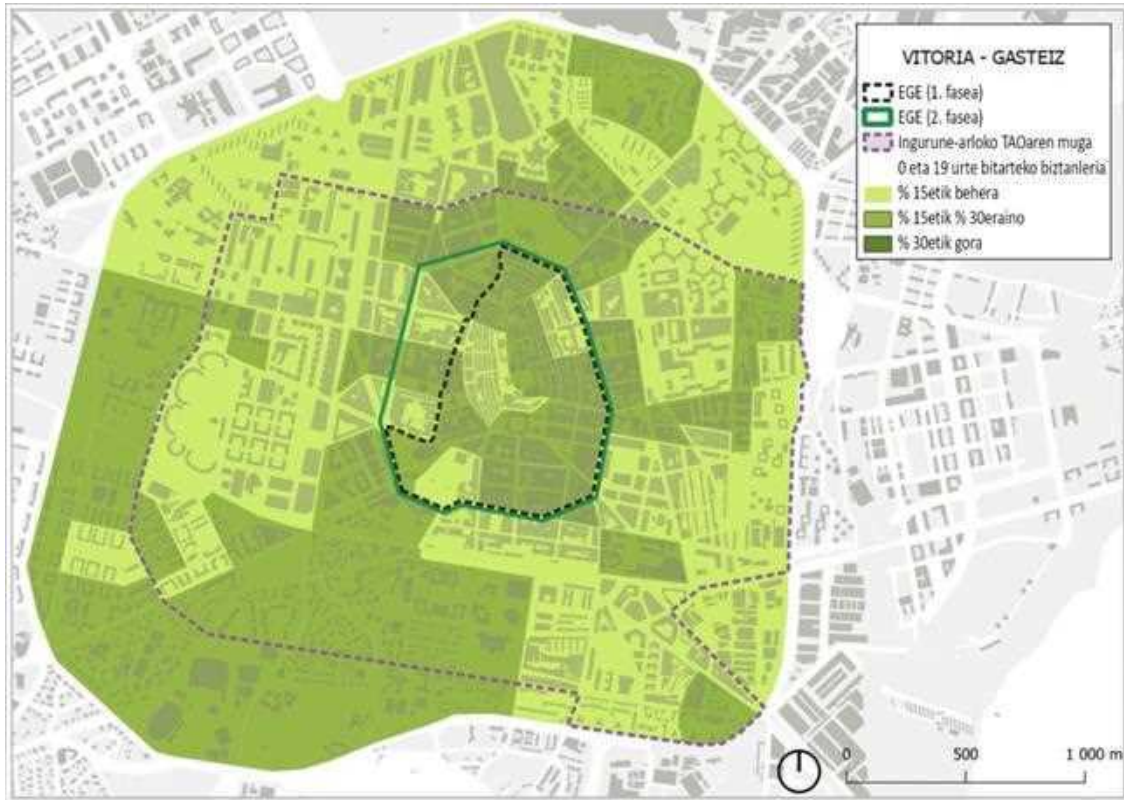 VITORIA - GASTEIZ
EGE (1. fasea)
EGE (2. fasea)
Ingurune-arloko TAOaren muga
0 eta 19 urte bitarteko biztanleria
% 15etik behera
% 15etik % 30eraino
% 30etik gora
0 500 1 000 m